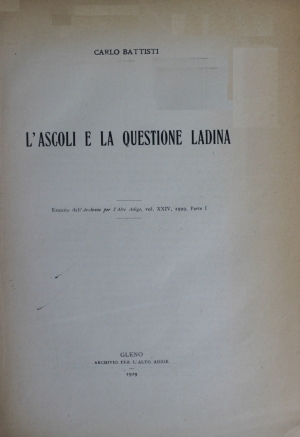 CARLO BATTISTI
L'ASCOLI E LA QUESTIONE LADINA
Estratto dall'Archivio per l'Alto Adige, vol. XXIV, 1929, Parte I
GLENO
ARCHIVIO PER L'ALTO ADIGE
1929